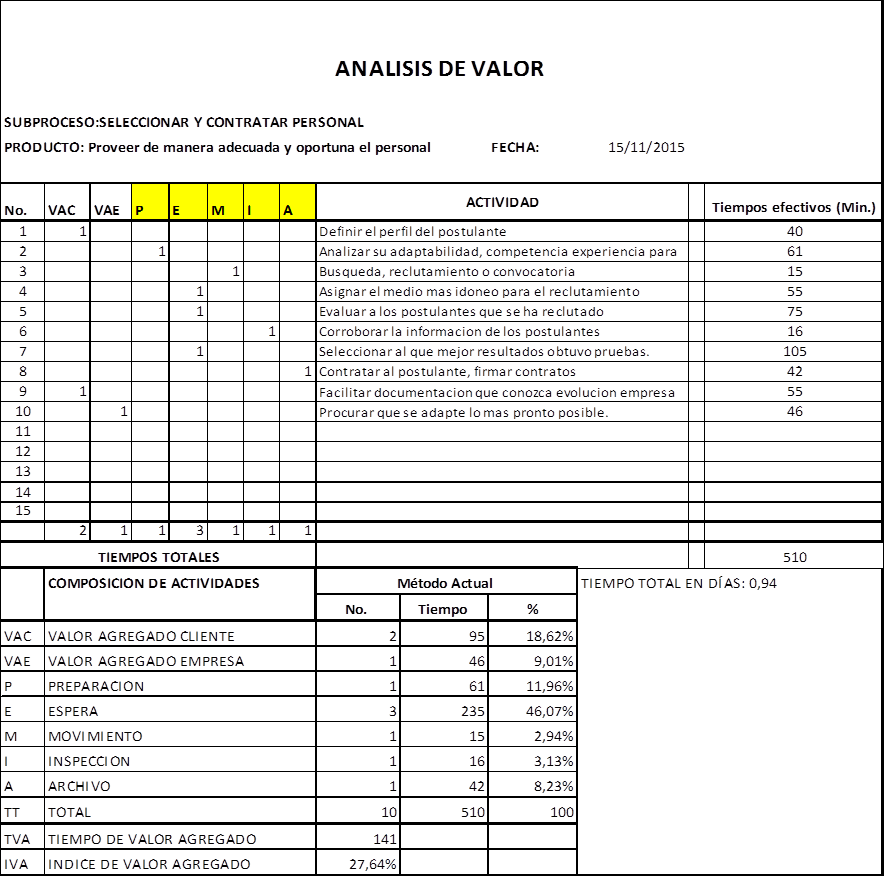 ANALISIS DE VALOR
SUBPROCESO:SELECCIONAR Y CONTRATAR PERSONAL
PRODUCTO: Proveer de manera adecuada y oportuna el personal FECHA: 15/11/2015
No. VAC VAE P E M I A ACTIVIDAD Tiempos efectivos (Min.)
1 1 Definir el perfil del postulante 40
2 1 Analizar su adaptabilidad, competencia experiencia para 61
3 1 Busqueda, reclutamiento o convocatoria 15
4 1 Asignar el medio mas idoneo para el reclutamiento 55
5 1 Evaluar a los postulantes que se ha reclutado 75
6 1 Corroborar la informacion de los postulantes 16
7 1 Seleccionar al que mejor resultados obtuvo pruebas. 105
8 1 Contratar al postulante, firmar contratos 42
9 1 Facilitar documentacion que conozca evolucion empresa 55
10 1 Procurar que se adapte lo mas pronto posible. 46
11
12
13
14
15
2 1 1 3 1 1 1
TIEMPOS TOTALES 510
COMPOSICION DE ACTIVIDADES Método Actual TIEMPO TOTAL EN DÍAS: 0,94
No. Tiempo %
VAC VALOR AGREGADO CLIENTE 2 95 18,62%
VAE VALOR AGREGADO EMPRESA 1 46 9,01%
P PREPARACION 1 61 11,96%
E ESPERA 3 235 46,07%
M MOVIMIENTO 1 15 2,94%
I INSPECCION 1 16 3,13%
A ARCHIVO 1 42 8,23%
TT TOTAL 10 510 100
TVA TIEMPO DE VALOR AGREGADO 141
IVA INDICE DE VALOR AGREGADO 27,64%